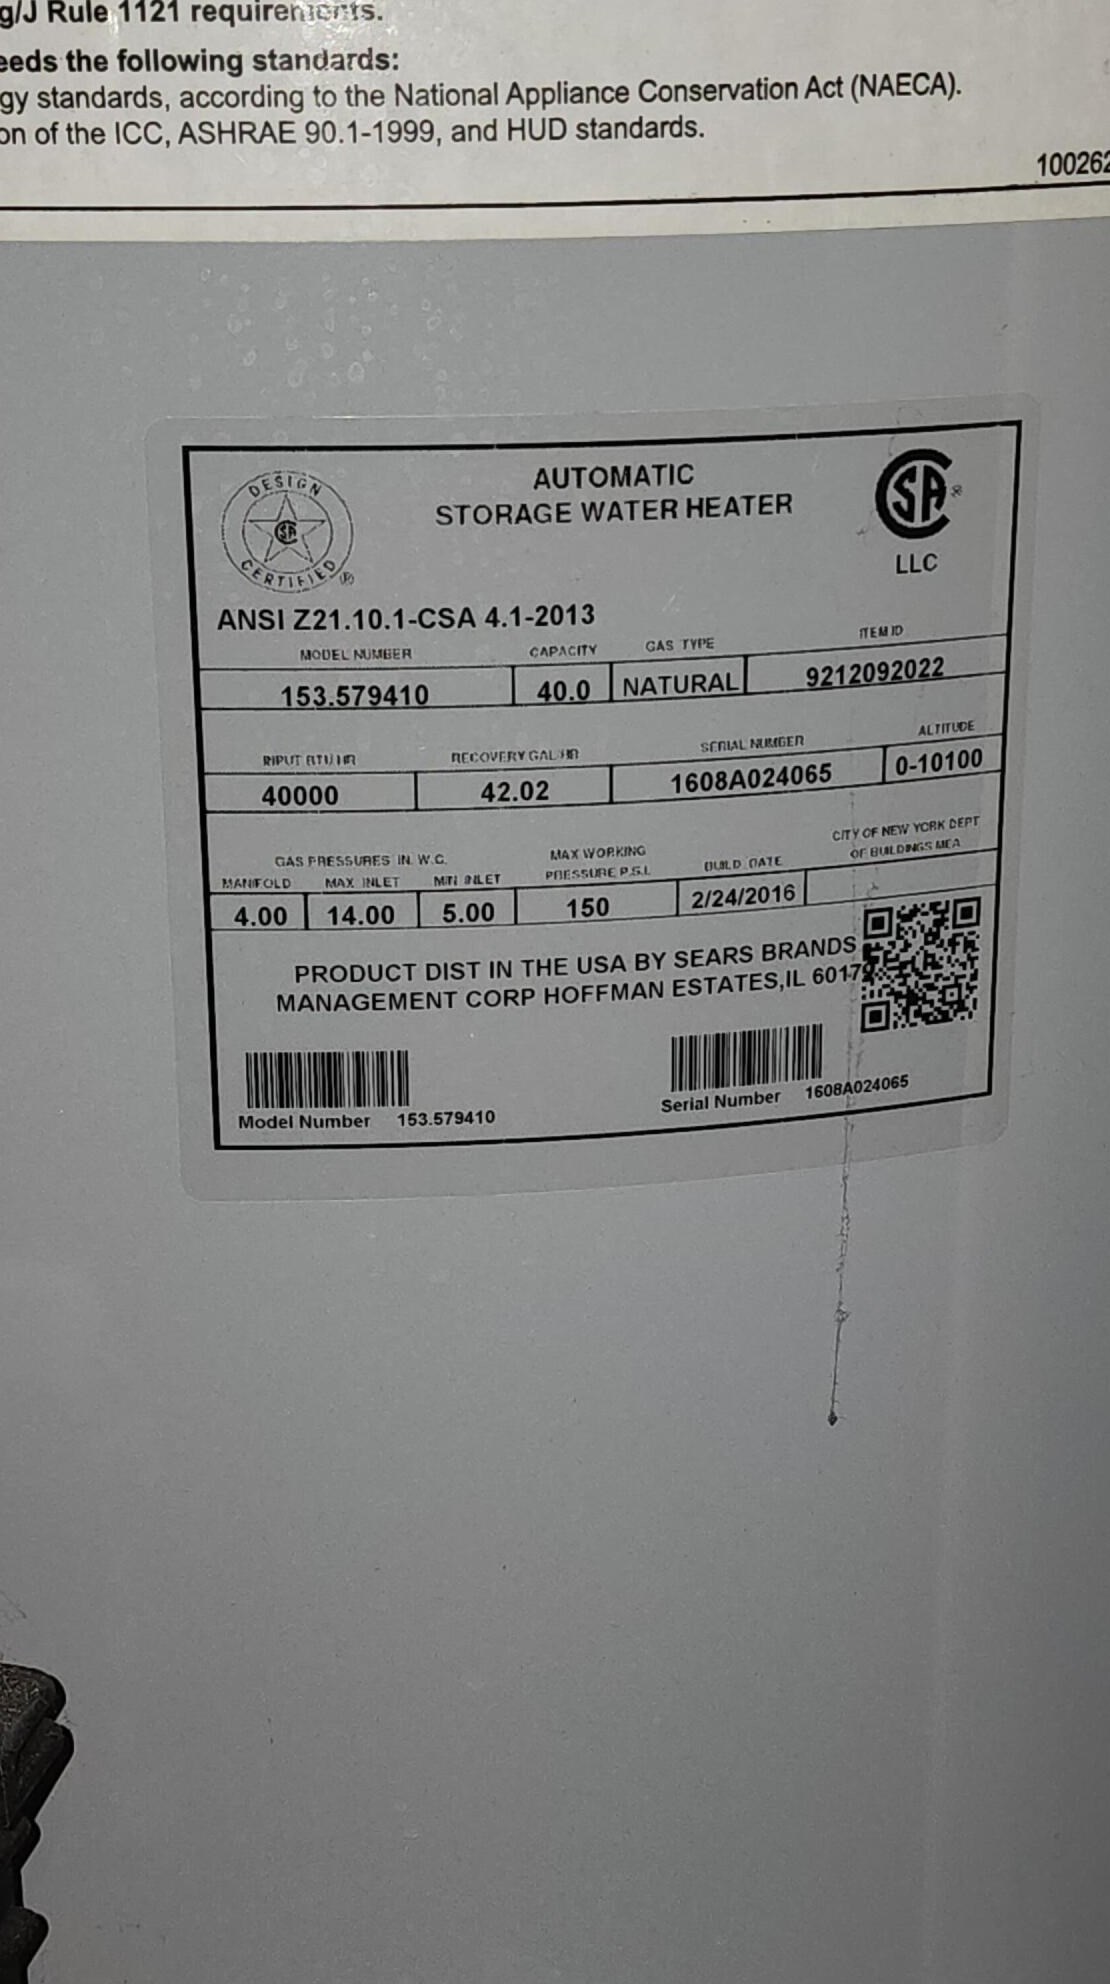 g/J Rule 1121 requirements.
eeds the following standards:
gy standards, according to the National Appliance Conservation Act (NAECA).
on of the ICC, ASHRAE 90.1-1999, and HUD standards.
100262
DESIGN
SA
CERTIFIED ®
AUTOMATIC
STORAGE WATER HEATER
SA ®
LLC
ANSI Z21.10.1-CSA 4.1-2013
MODEL NUMBER CAPACITY GAS TYPE ITEM ID
153.579410 40.0 NATURAL 9212092022
INPUT BTU/HR RECOVERY GAL/HR SERIAL NUMBER ALTITUDE
40000 42.02 1608A024065 0-10100
GAS PRESSURES IN. W.C. MAX WORKING CITY OF NEW YORK DEPT
MANIFOLD MAX INLET MIN INLET PRESSURE P.S.I. BUILD DATE OF BUILDINGS MEA
4.00 14.00 5.00 150 2/24/2016
PRODUCT DIST IN THE USA BY SEARS BRANDS
MANAGEMENT CORP HOFFMAN ESTATES,IL 60179
Model Number 153.579410
Serial Number 1608A024065